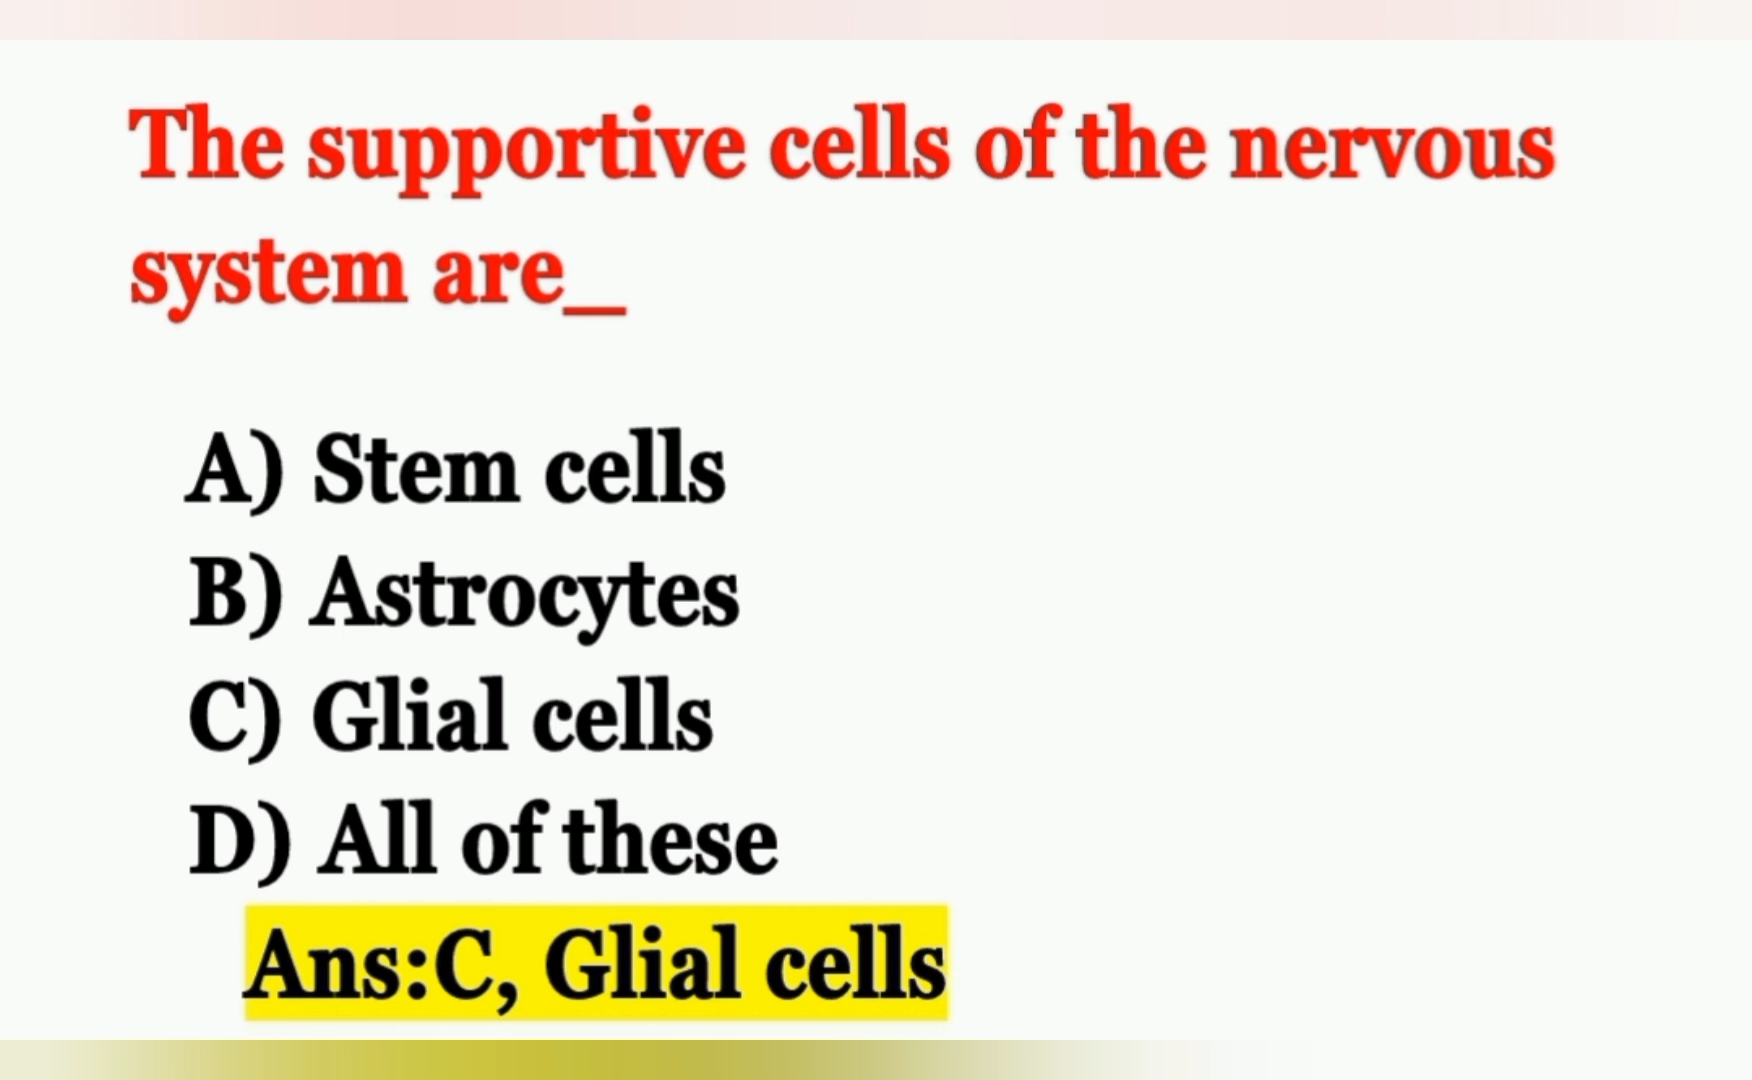 The supportive cells of the nervous
system are_
A) Stem cells
B) Astrocytes
C) Glial cells
D) All of these
Ans:C, Glial cells